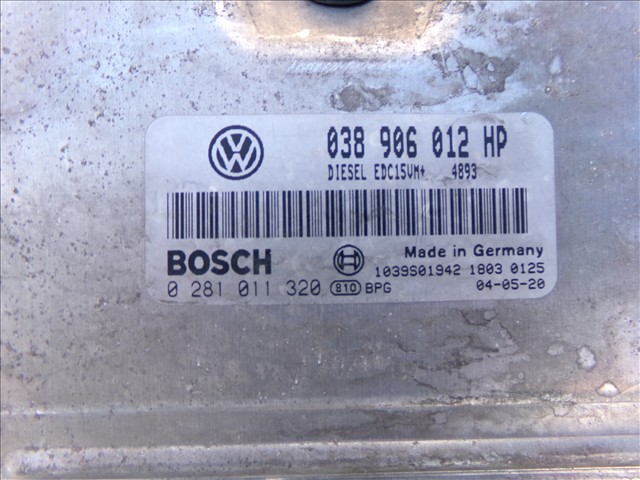 038 906 012 HP
DIESEL EDC15VM+ 4893
BOSCH
Made in Germany
1039S01942 1803 0125
0 281 011 320 810 BPG 04-05-20